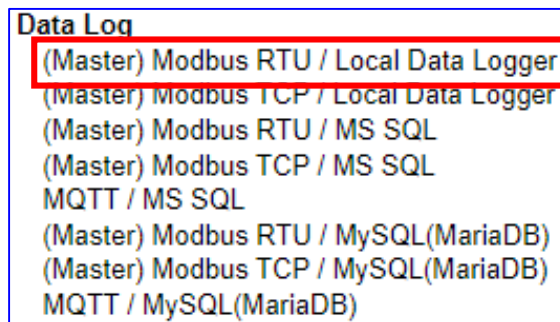 Data Log
(Master) Modbus RTU / Local Data Logger
(Master) Modbus TCP / Local Data Logger
(Master) Modbus RTU / MS SQL
(Master) Modbus TCP / MS SQL
MQTT / MS SQL
(Master) Modbus RTU / MySQL(MariaDB)
(Master) Modbus TCP / MySQL(MariaDB)
MQTT / MySQL(MariaDB)